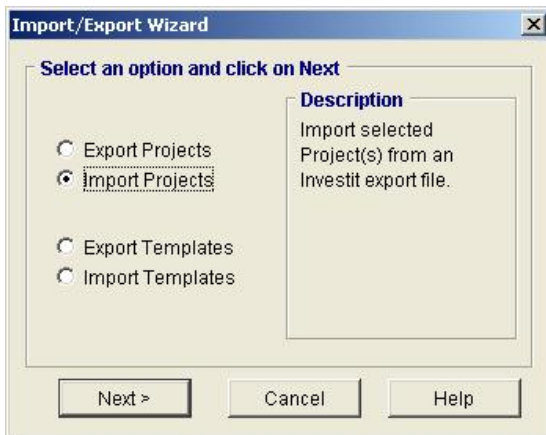 Import/Export Wizard
Select an option and click on Next
Export Projects
Import Projects
Export Templates
Import Templates
Description
Import selected
Project(s) from an
Investit export file.
Next >
Cancel
Help